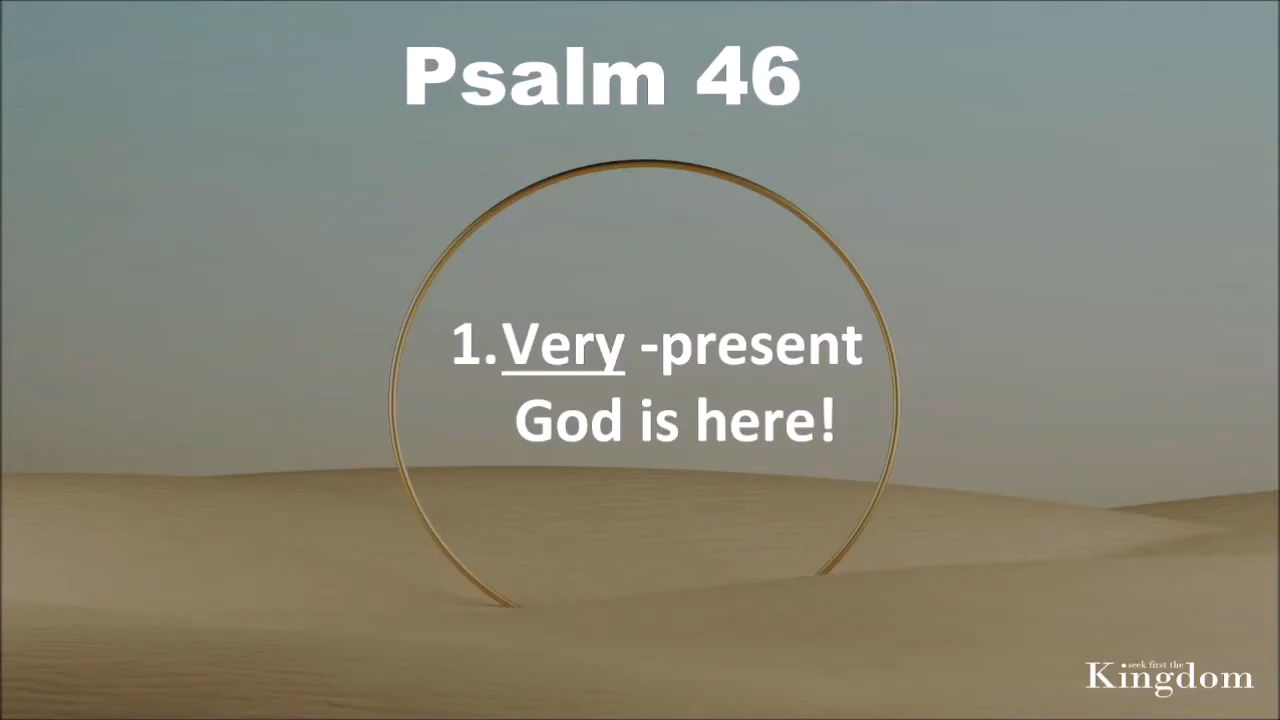 Psalm 46
1.Very -present
God is here!
seek first the
Kingdom